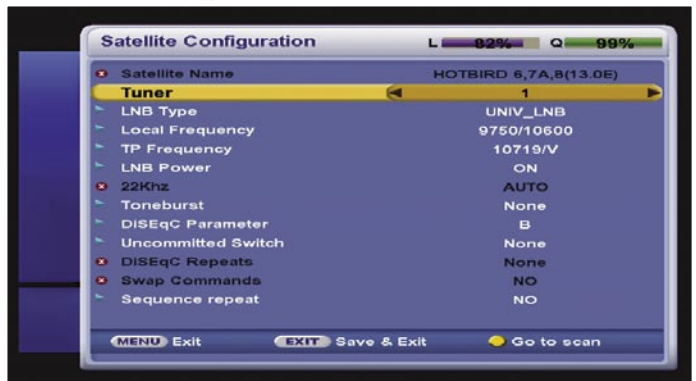 Satellite Configuration L 82% Q 99%
Satellite Name HOTBIRD 6,7A,8(13.0E)
Tuner 1
LNB Type UNIV_LNB
Local Frequency 9750/10600
TP Frequency 10719/V
LNB Power ON
22Khz AUTO
Toneburst None
DiSEqC Parameter B
Uncommitted Switch None
DiSEqC Repeats None
Swap Commands NO
Sequence repeat NO
MENU Exit EXIT Save & Exit Go to scan